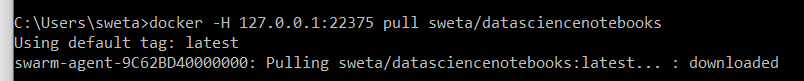 C:\Users\sweta>docker -H 127.0.0.1:22375 pull sweta/datasciencenotebooks
Using default tag: latest
swarm-agent-9C62BD40000000: Pulling sweta/datasciencenotebooks:latest... : downloaded